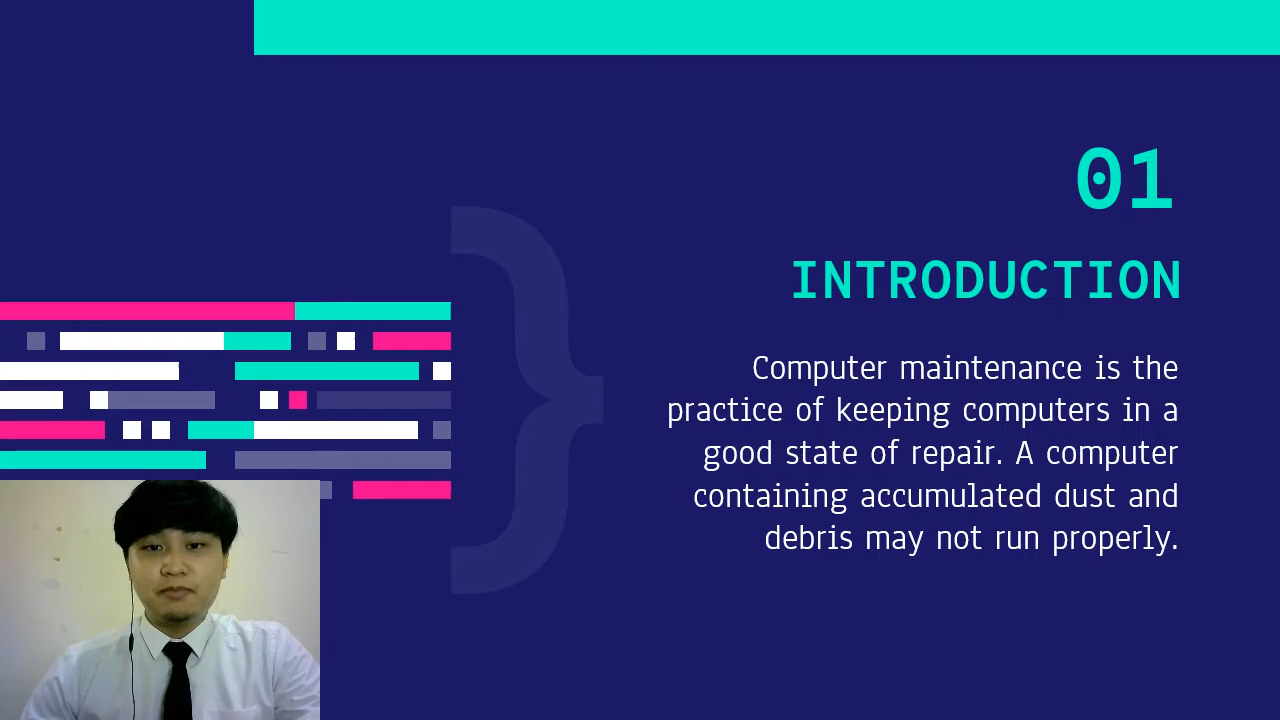 01
INTRODUCTION
Computer maintenance is the
practice of keeping computers in a
good state of repair. A computer
containing accumulated dust and
debris may not run properly.